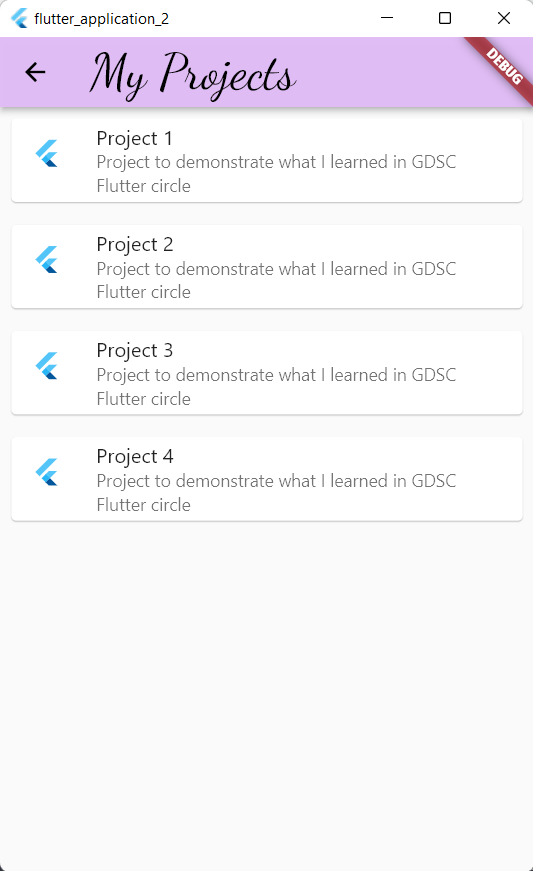 flutter_application_2
My Projects
DEBUG
Project 1
Project to demonstrate what I learned in GDSC
Flutter circle
Project 2
Project to demonstrate what I learned in GDSC
Flutter circle
Project 3
Project to demonstrate what I learned in GDSC
Flutter circle
Project 4
Project to demonstrate what I learned in GDSC
Flutter circle